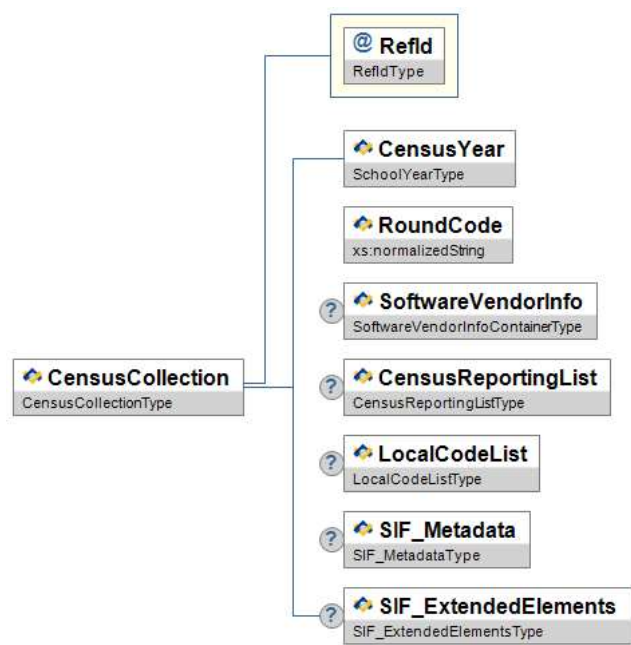 @ RefId
RefIdType
CensusYear
SchoolYearType
RoundCode
xs:normalizedString
? SoftwareVendorInfo
SoftwareVendorInfoContainerType
CensusCollection
CensusCollectionType
? CensusReportingList
CensusReportingListType
? LocalCodeList
LocalCodeListType
? SIF_Metadata
SIF_MetadataType
? SIF_ExtendedElements
SIF_ExtendedElementsType